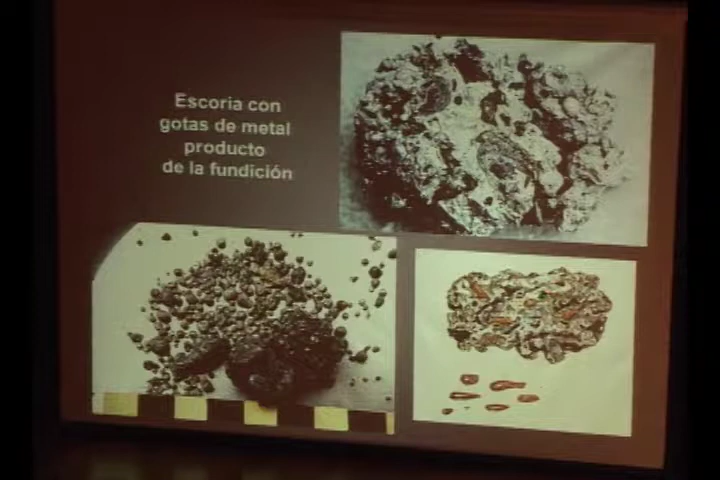 Escoria con
gotas de metal
producto
de la fundición